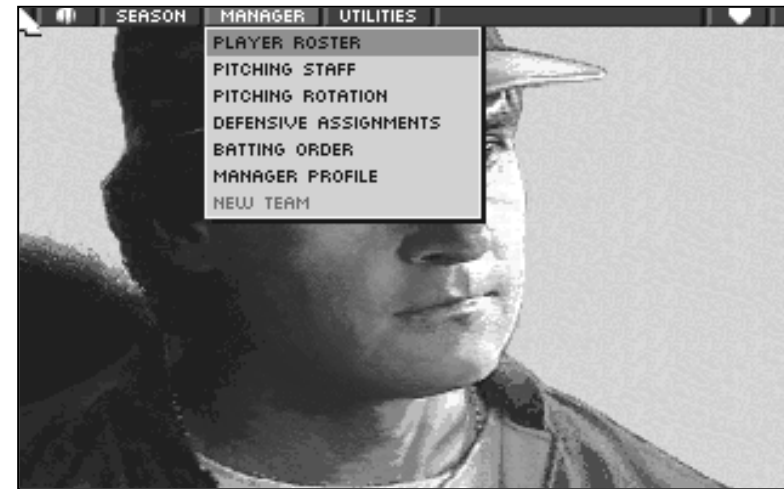 SEASON MANAGER UTILITIES
PLAYER ROSTER
PITCHING STAFF
PITCHING ROTATION
DEFENSIVE ASSIGNMENTS
BATTING ORDER
MANAGER PROFILE
NEW TEAM